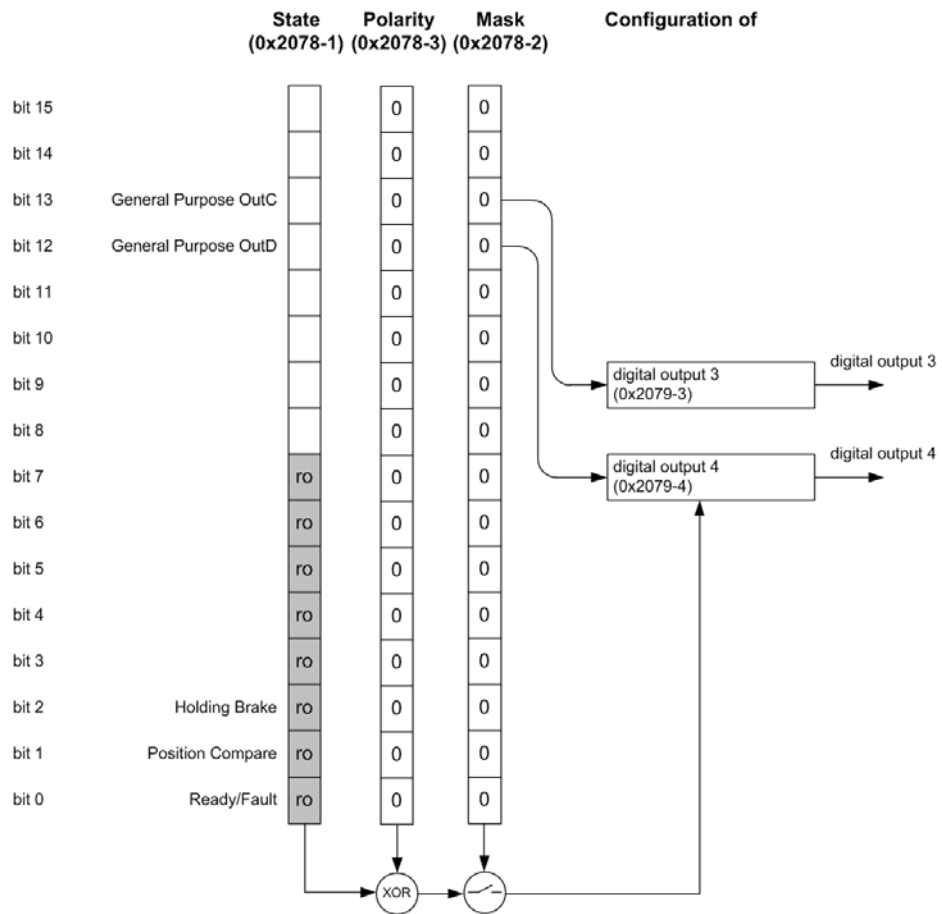 State Polarity Mask Configuration of
(0x2078-1) (0x2078-3) (0x2078-2)
bit 15 0 0
bit 14 0 0
bit 13 General Purpose OutC 0 0
bit 12 General Purpose OutD 0 0
bit 11 0 0
bit 10 0 0
digital output 3
bit 9 0 0 digital output 3
(0x2079-3)
bit 8 0 0
digital output 4
bit 7 ro 0 0 digital output 4
(0x2079-4)
bit 6 ro 0 0
bit 5 ro 0 0
bit 4 ro 0 0
bit 3 ro 0 0
bit 2 Holding Brake ro 0 0
bit 1 Position Compare ro 0 0
bit 0 Ready/Fault ro 0 0
XOR